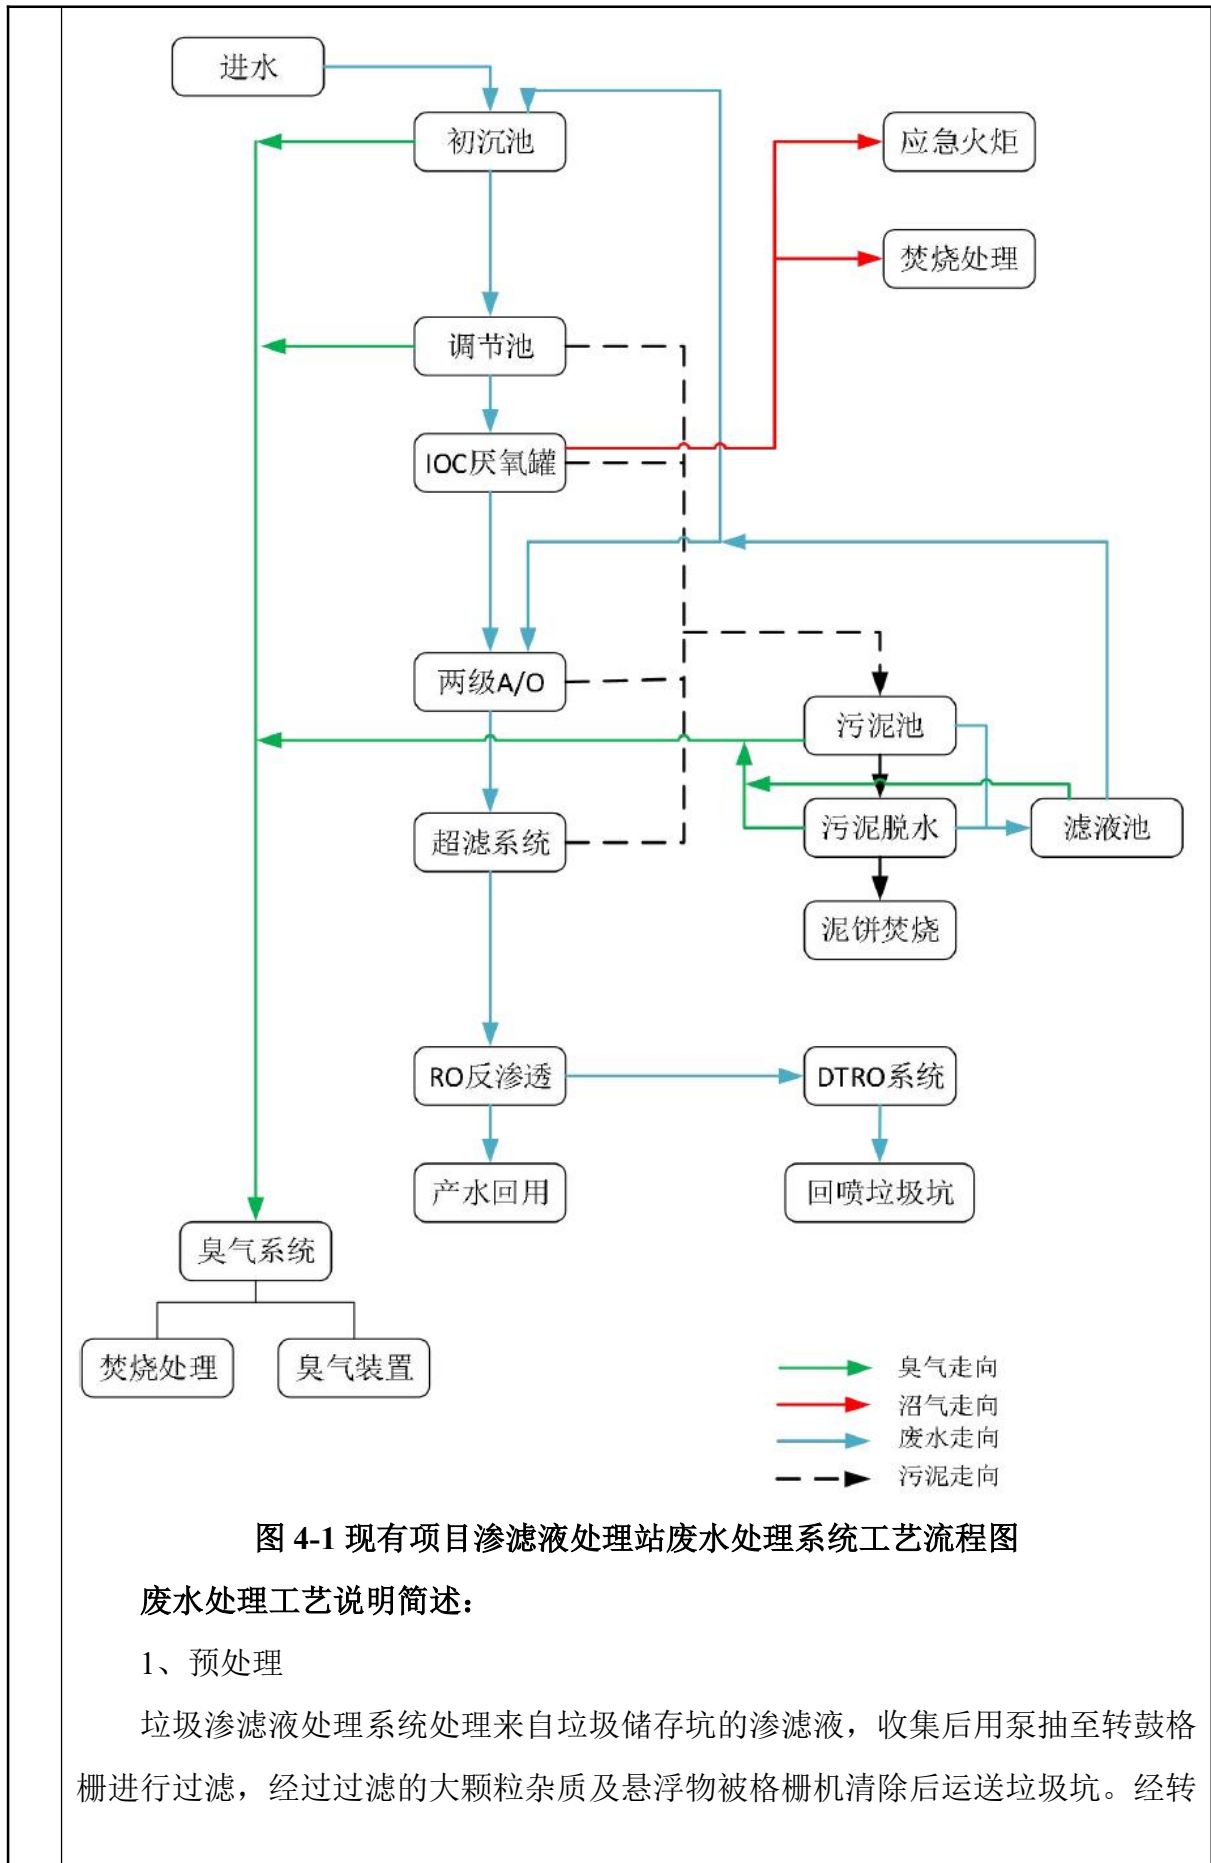 进水
初沉池
应急火炬
焚烧处理
调节池
IOC厌氧罐
两级A/O
污泥池
超滤系统
污泥脱水
滤液池
泥饼焚烧
RO反渗透
DTRO系统
产水回用
回喷垃圾坑
臭气系统
焚烧处理
臭气装置
臭气走向
沼气走向
废水走向
污泥走向
图 4-1 现有项目渗滤液处理站废水处理系统工艺流程图
废水处理工艺说明简述：
1、预处理
垃圾渗滤液处理系统处理来自垃圾储存坑的渗滤液，收集后用泵抽至转鼓格
栅进行过滤，经过过滤的大颗粒杂质及悬浮物被格栅机清除后运送垃圾坑。经转